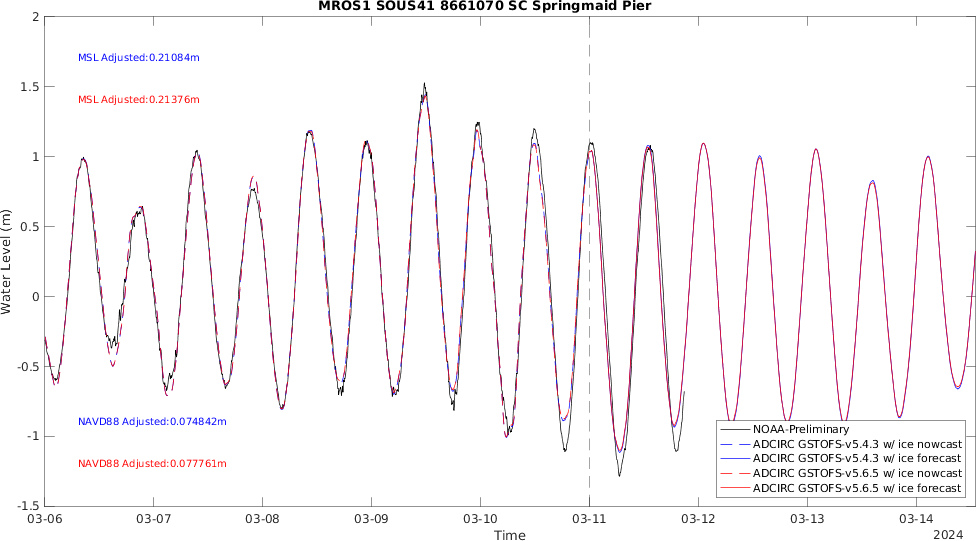 MROS1 SOUS41 8661070 SC Springmaid Pier
2
1.5
1
0.5
0
-0.5
-1
-1.5
Water Level (m)
MSL Adjusted:0.21084m
MSL Adjusted:0.21376m
NAVD88 Adjusted:0.074842m
NAVD88 Adjusted:0.077761m
NOAA-Preliminary
ADCIRC GSTOFS-v5.4.3 w/ ice nowcast
ADCIRC GSTOFS-v5.4.3 w/ ice forecast
ADCIRC GSTOFS-v5.6.5 w/ ice nowcast
ADCIRC GSTOFS-v5.6.5 w/ ice forecast
03-06 03-07 03-08 03-09 03-10 03-11 03-12 03-13 03-14
Time
2024